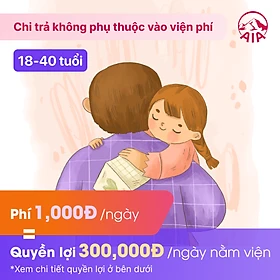 AIA
Chi trả không phụ thuộc vào viện phí
18-40 tuổi
Phí 1,000Đ /ngày
=
Quyền lợi 300,000Đ /ngày nằm viện
*Xem chi tiết quyền lợi ở bên dưới